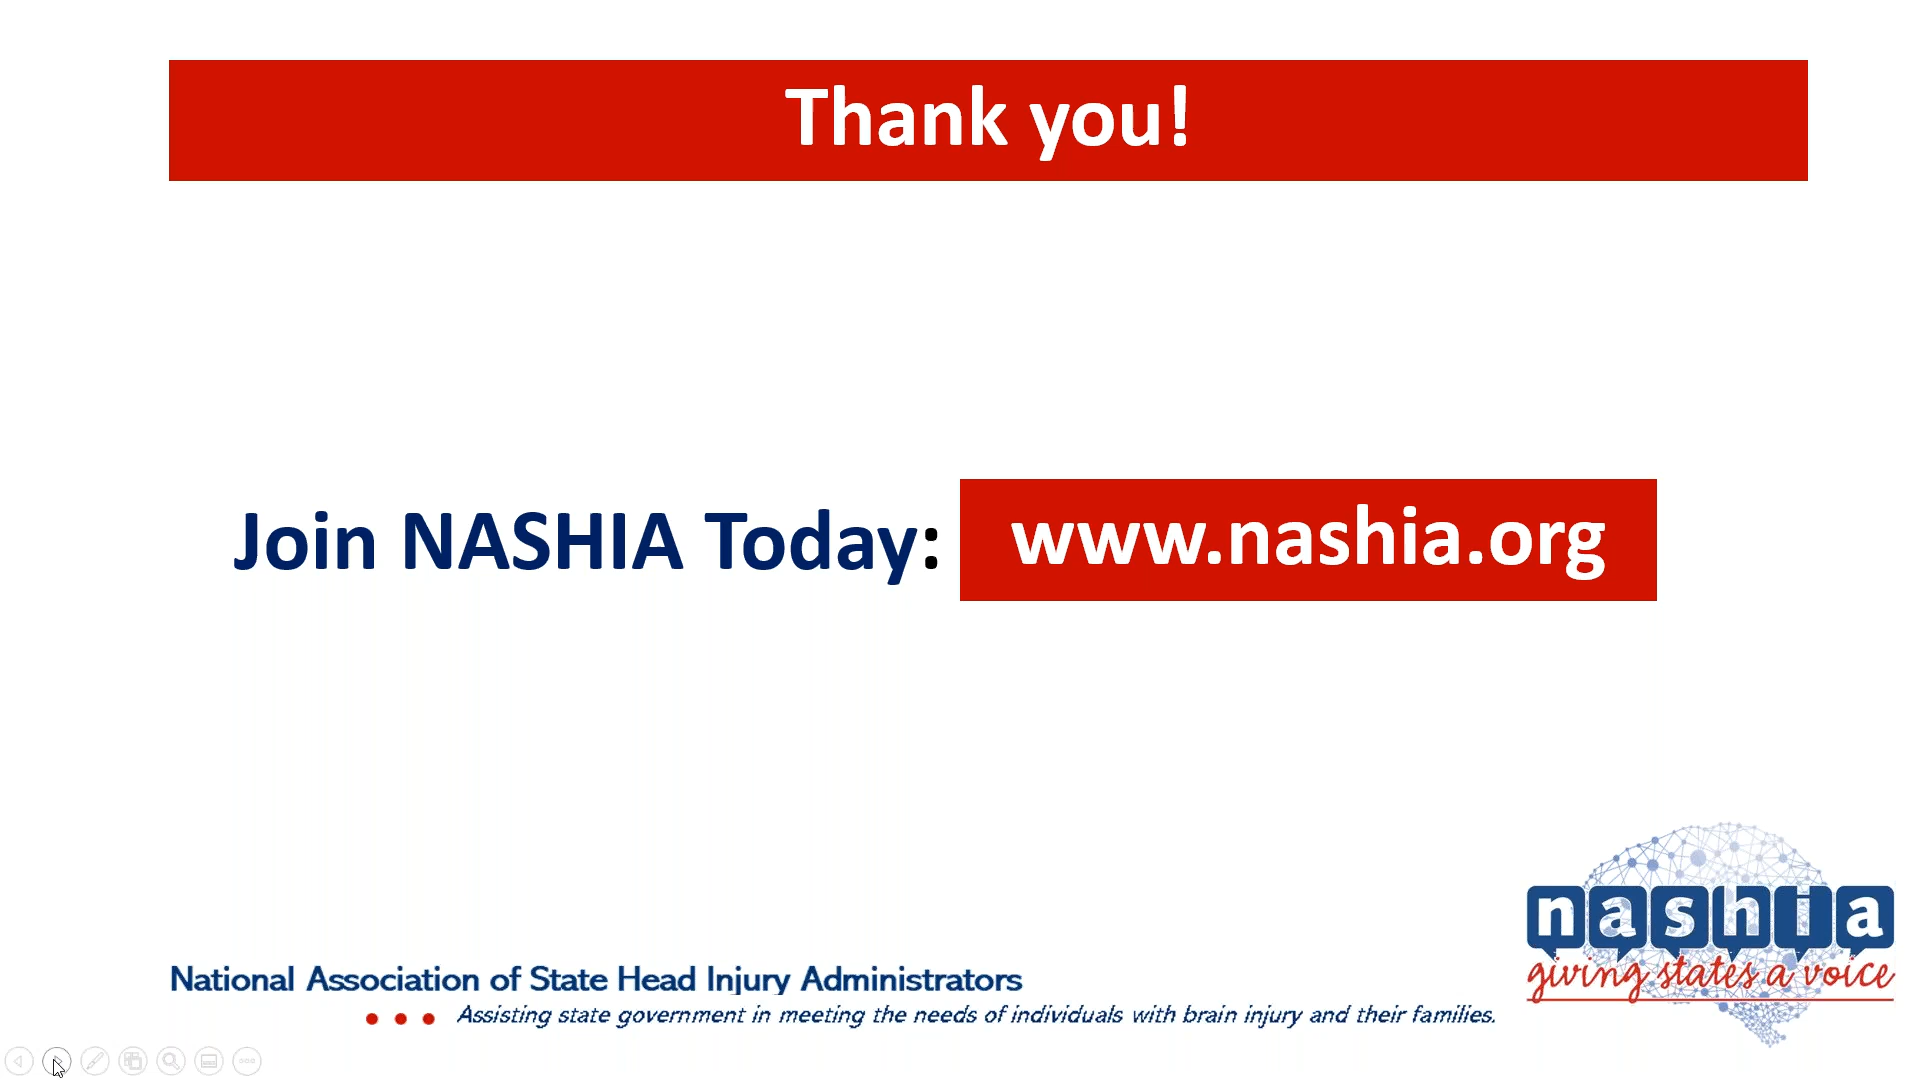 Thank you!
Join NASHIA Today: www.nashia.org
nashia
giving states a voice
National Association of State Head Injury Administrators
Assisting state government in meeting the needs of individuals with brain injury and their families.